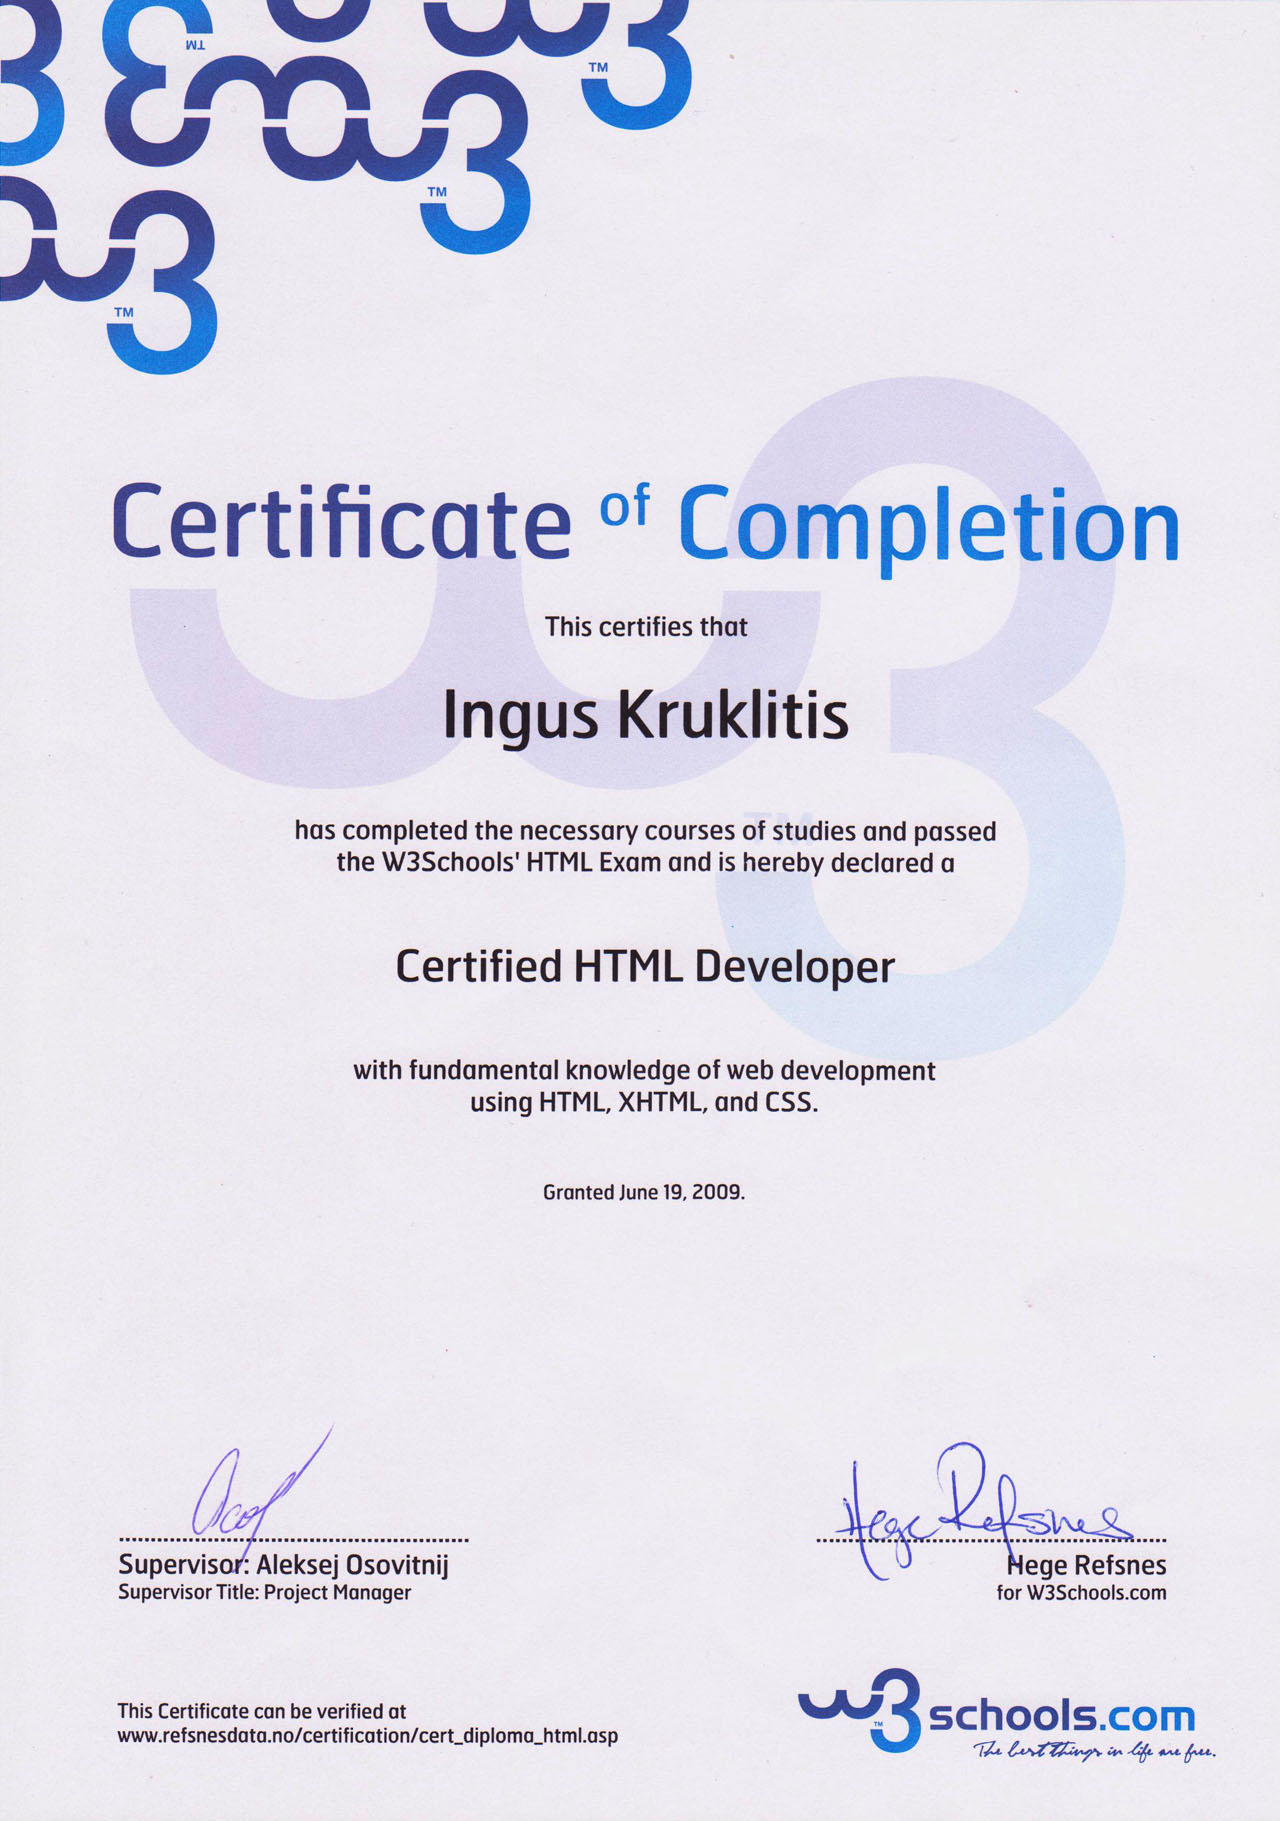 TM
TM
TM
TM
Certificate of Completion
This certifies that
Ingus Kruklitis
has completed the necessary courses of studies and passed
the W3Schools' HTML Exam and is hereby declared a
Certified HTML Developer
with fundamental knowledge of web development
using HTML, XHTML, and CSS.
Granted June 19, 2009.
Hege Refsnes
Supervisor: Aleksej Osovitnij
Supervisor Title: Project Manager
Hege Refsnes
for W3Schools.com
This Certificate can be verified at
www.refsnesdata.no/certification/cert_diploma_html.asp
w3schools.com
TM
The best things in life are free.